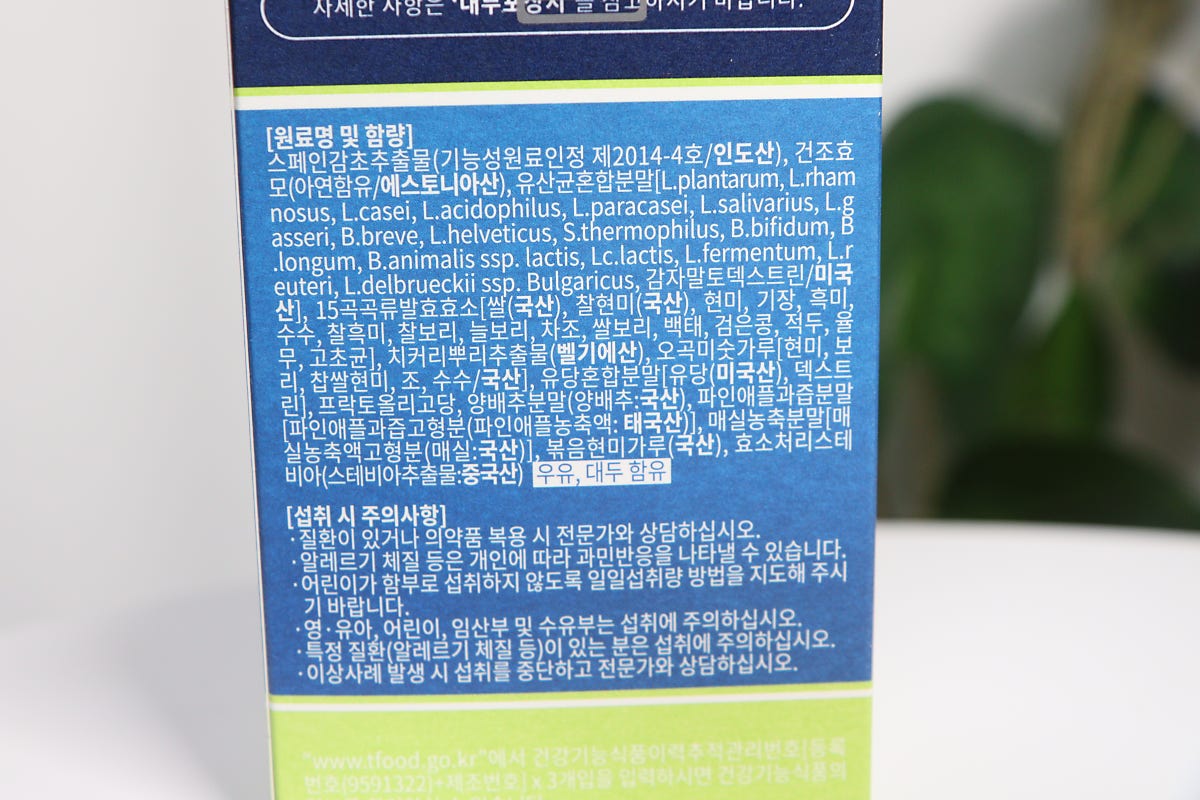 자세한 사항은 "내부포장지"를 참고하시기 바랍니다.
[원료명 및 함량]
스페인감초추출물(기능성원료인정 제2014-4호/인도산), 건조효
모(아연함유/에스토니아산), 유산균혼합분말[L.plantarum, L.rham
nosus, L.casei, L.acidophilus, L.paracasei, L.salivarius, L.g
asseri, B.breve, L.helveticus, S.thermophilus, B.bifidum, B
.longum, B.animalis ssp. lactis, Lc.lactis, L.fermentum, L.r
euteri, L.delbrueckii ssp. Bulgaricus, 감자말토덱스트린/미국
산], 15곡곡류발효효소[쌀(국산), 찰현미(국산), 현미, 기장, 흑미,
수수, 찰흑미, 찰보리, 늘보리, 차조, 쌀보리, 백태, 검은콩, 적두, 율
무, 고초균], 치커리뿌리추출물(벨기에산), 오곡미숫가루[현미, 보
리, 찹쌀현미, 조, 수수/국산], 유당혼합분말[유당(미국산), 덱스트
린], 프락토올리고당, 양배추분말(양배추:국산), 파인애플과즙분말
[파인애플과즙고형분(파인애플농축액: 태국산)], 매실농축분말[매
실농축액고형분(매실:국산)], 볶음현미가루(국산), 효소처리스테
비아(스테비아추출물:중국산) 우유, 대두 함유
[섭취 시 주의사항]
·질환이 있거나 의약품 복용 시 전문가와 상담하십시오.
·알레르기 체질 등은 개인에 따라 과민반응을 나타낼 수 있습니다.
·어린이가 함부로 섭취하지 않도록 일일섭취량 방법을 지도해 주시
기 바랍니다.
·영·유아, 어린이, 임산부 및 수유부는 섭취에 주의하십시오.
·특정 질환(알레르기 체질 등)이 있는 분은 섭취에 주의하십시오.
·이상사례 발생 시 섭취를 중단하고 전문가와 상담하십시오.
"www.tfood.go.kr"에서 건강기능식품이력추적관리번호[등록
번호(9591322)+제조번호] x 3개입을 입력하시면 건강기능식품의